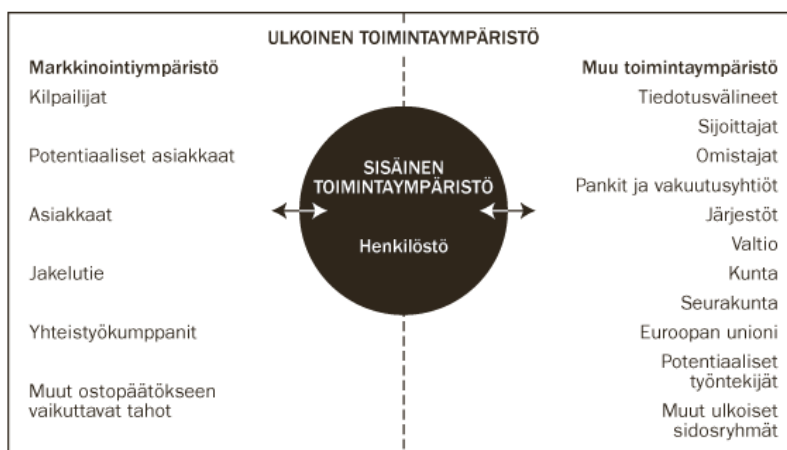 ULKOINEN TOIMINTAYMPÄRISTÖ
Markkinointiympäristö
Kilpailijat
Potentiaaliset asiakkaat
Asiakkaat
Jakelutie
Yhteistyökumppanit
Muut ostopäätökseen
vaikuttavat tahot
SISÄINEN
TOIMINTAYMPÄRISTÖ
Henkilöstö
Muu toimintaympäristö
Tiedotusvälineet
Sijoittajat
Omistajat
Pankit ja vakuutusyhtiöt
Järjestöt
Valtio
Kunta
Seurakunta
Euroopan unioni
Potentiaaliset
työntekijät
Muut ulkoiset
sidosryhmät